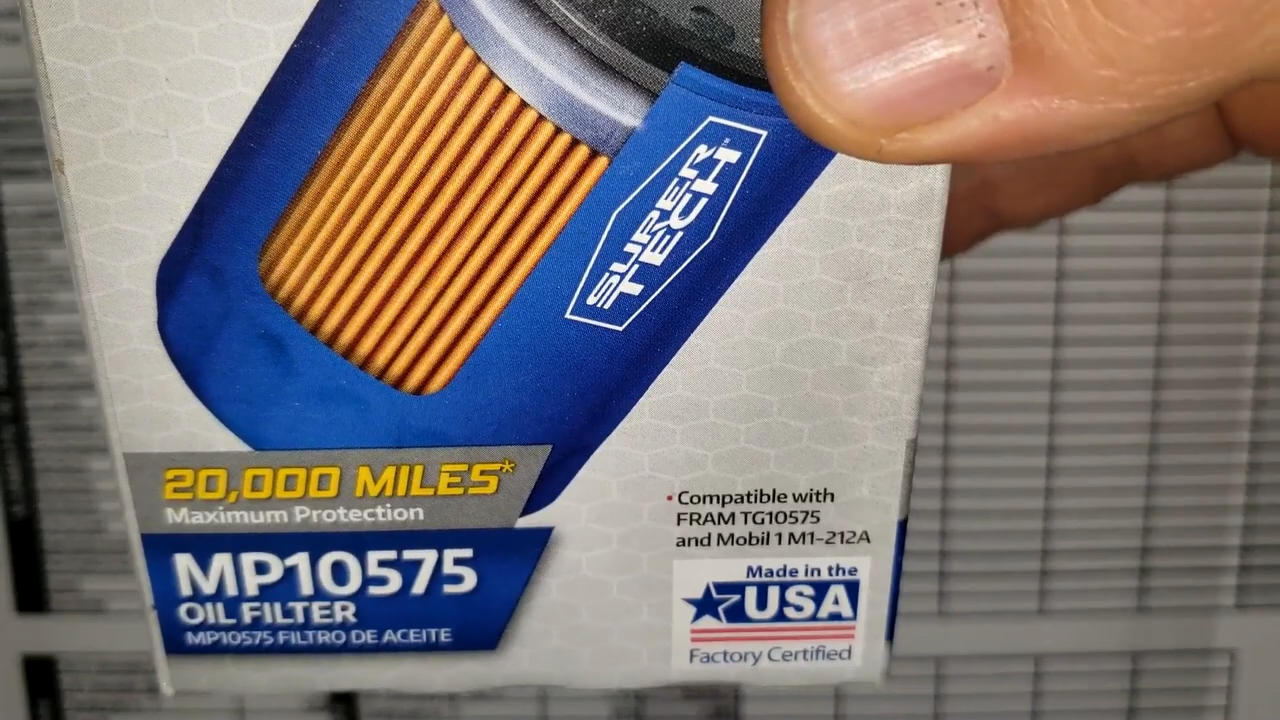 SUPER
TECH™
20,000 MILES*
Maximum Protection
MP10575
OIL FILTER
MP10575 FILTRO DE ACEITE
• Compatible with
FRAM TG10575
and Mobil 1 M1-212A
Made in the
USA
Factory Certified